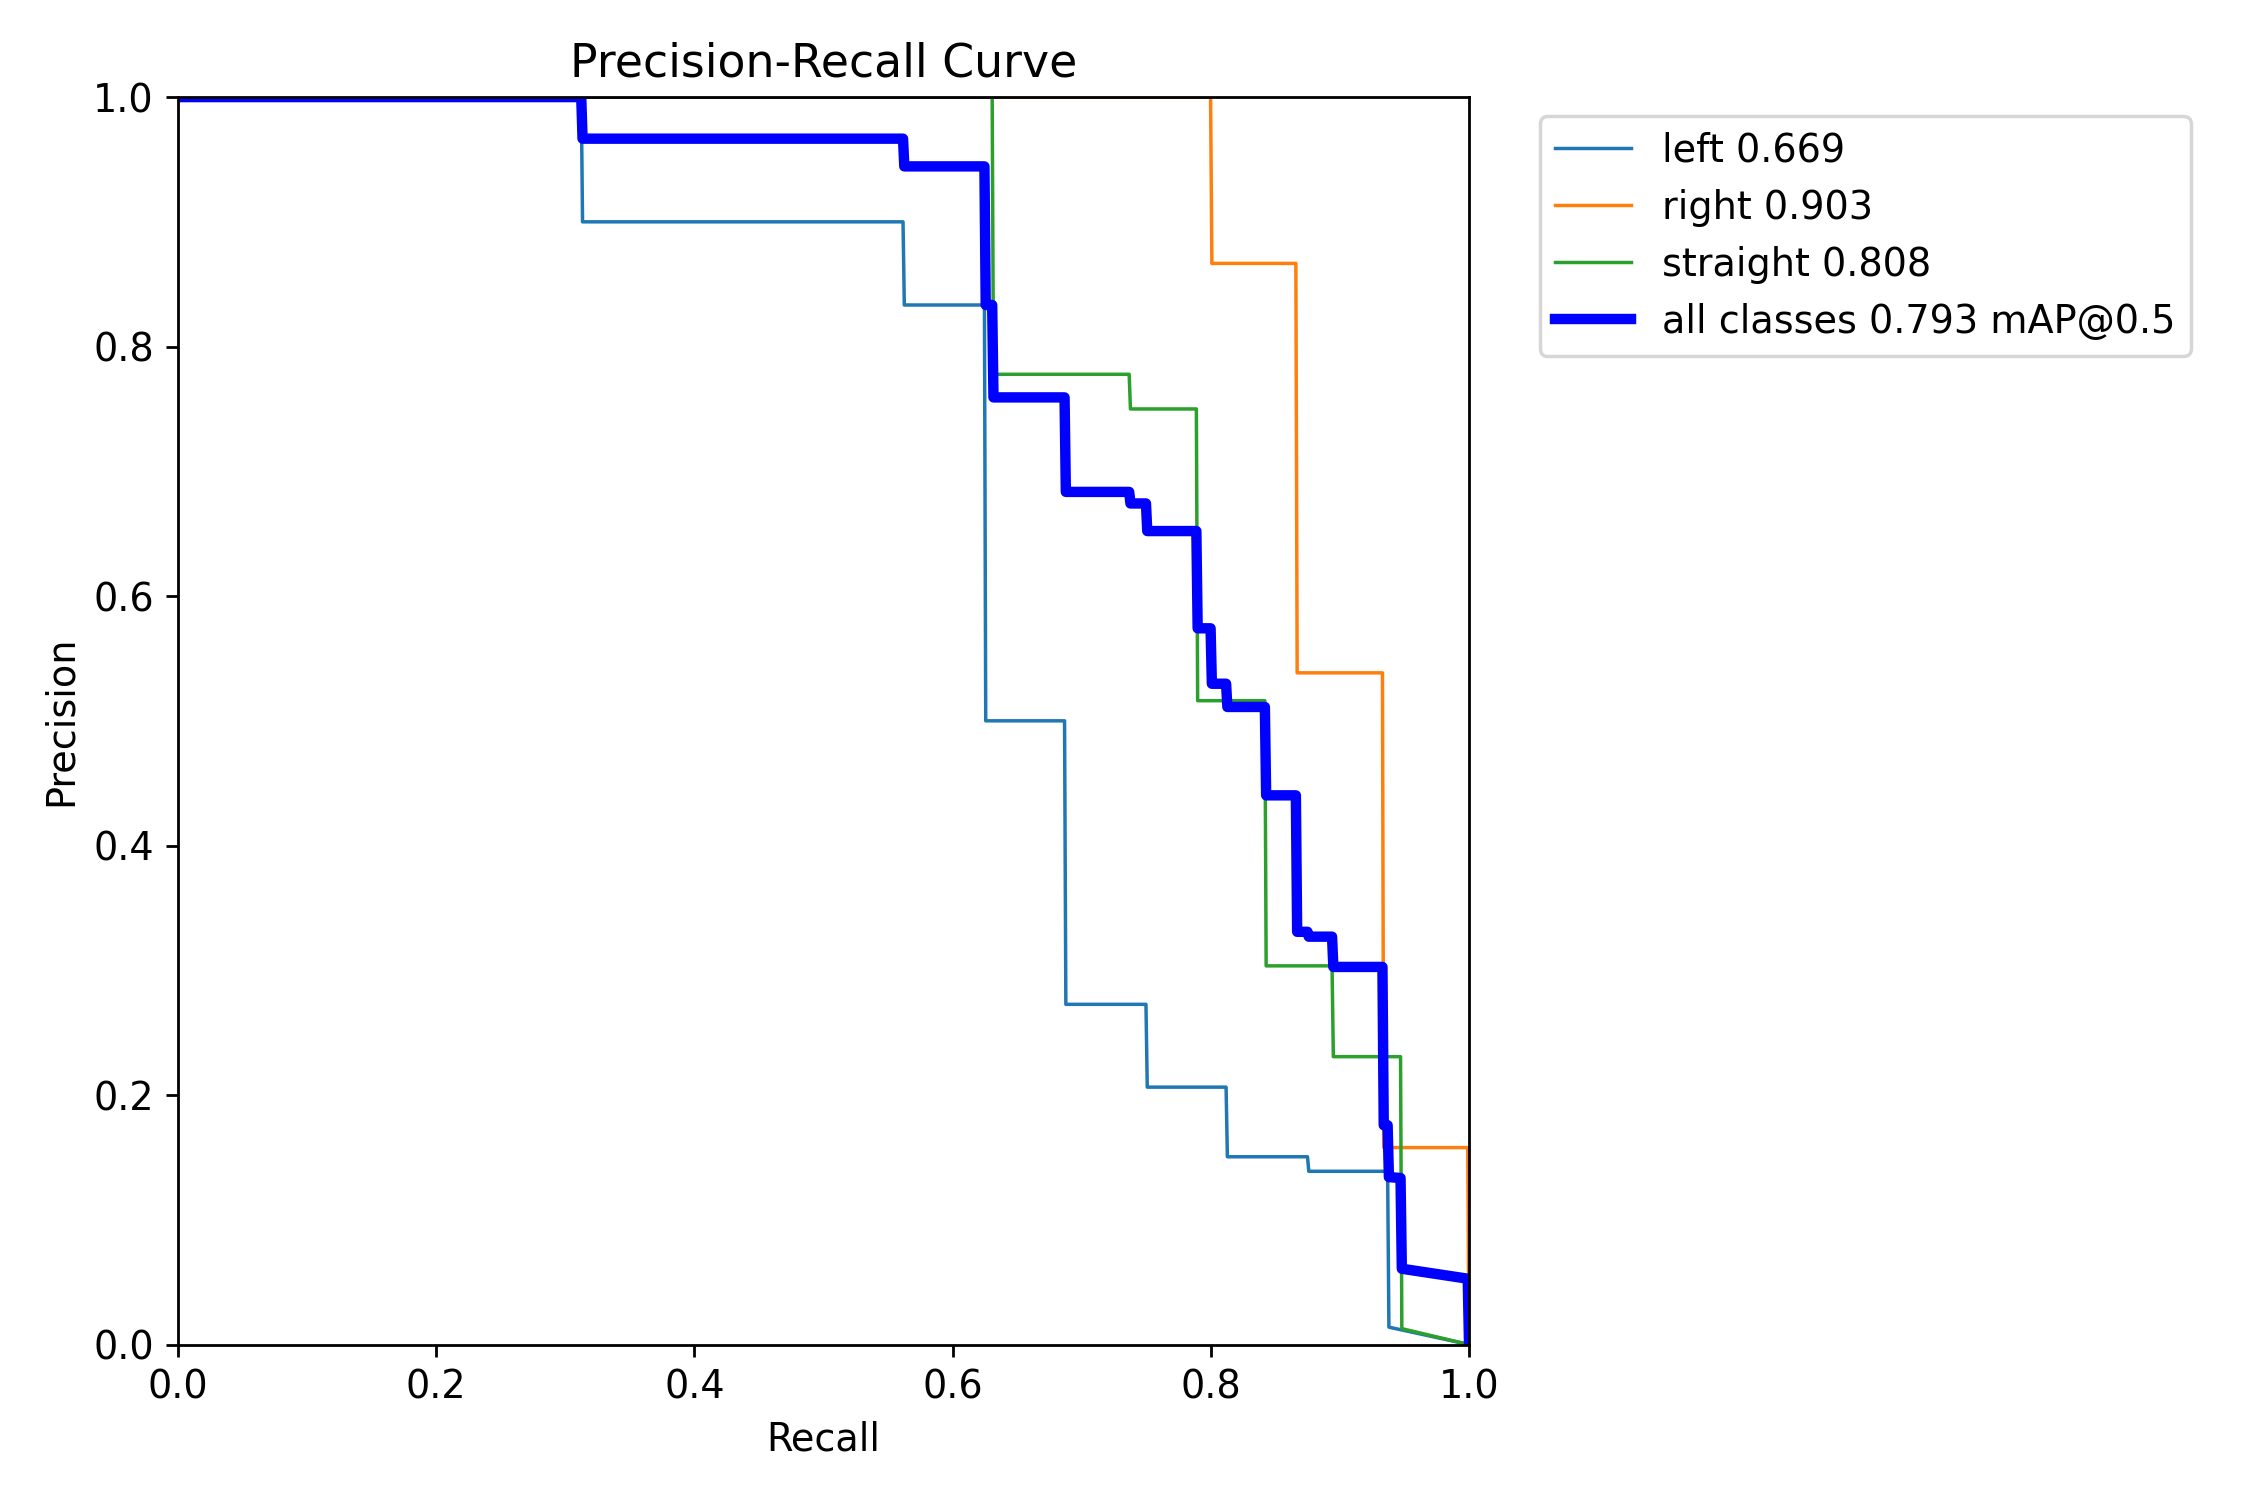 Precision-Recall Curve
1.0
0.8
0.6
0.4
0.2
0.0
Precision
0.0 0.2 0.4 0.6 0.8 1.0
Recall
left 0.669
right 0.903
straight 0.808
all classes 0.793 mAP@0.5